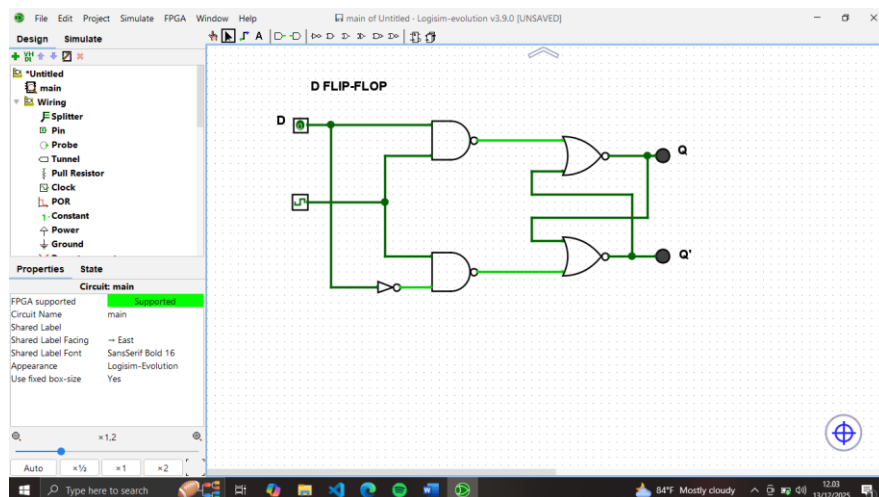 File Edit Project Simulate FPGA Window Help
main of Untitled · Logisim-evolution v3.9.0 [UNSAVED]
Design Simulate
A
*Untitled
main
Wiring
Splitter
Pin
Probe
Tunnel
Pull Resistor
Clock
POR
Constant
Power
Ground
Properties State
Circuit: main
FPGA supported Supported
Circuit Name main
Shared Label
Shared Label Facing → East
Shared Label Font SansSerif Bold 16
Appearance Logisim-Evolution
Use fixed box-size Yes
×1,2
Auto ×½ ×1 ×2
D FLIP-FLOP
D
0
Q
Q'
Type here to search
84°F Mostly cloudy
12.03
13/12/2025